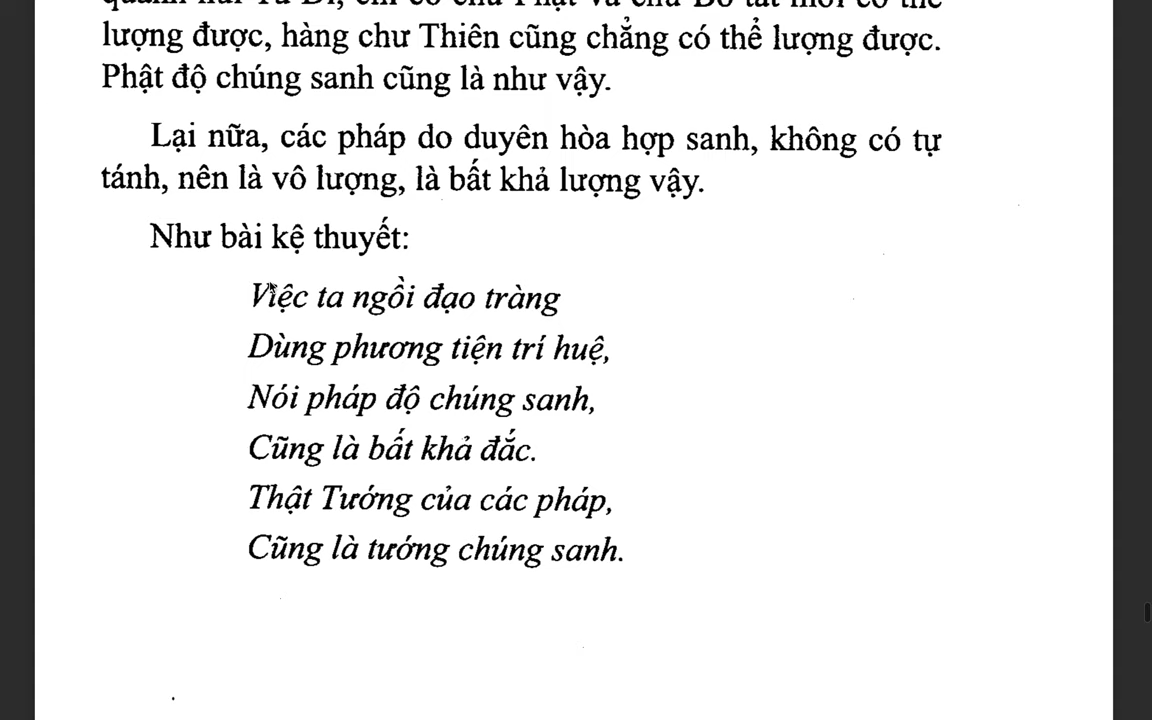 lượng được, hàng chư Thiên cũng chẳng có thể lượng được.
Phật độ chúng sanh cũng là như vậy.
Lại nữa, các pháp do duyên hòa hợp sanh, không có tự
tánh, nên là vô lượng, là bất khả lượng vậy.
Như bài kệ thuyết:
Việc ta ngồi đạo tràng
Dùng phương tiện trí huệ,
Nói pháp độ chúng sanh,
Cũng là bất khả đắc.
Thật Tướng của các pháp,
Cũng là tướng chúng sanh.